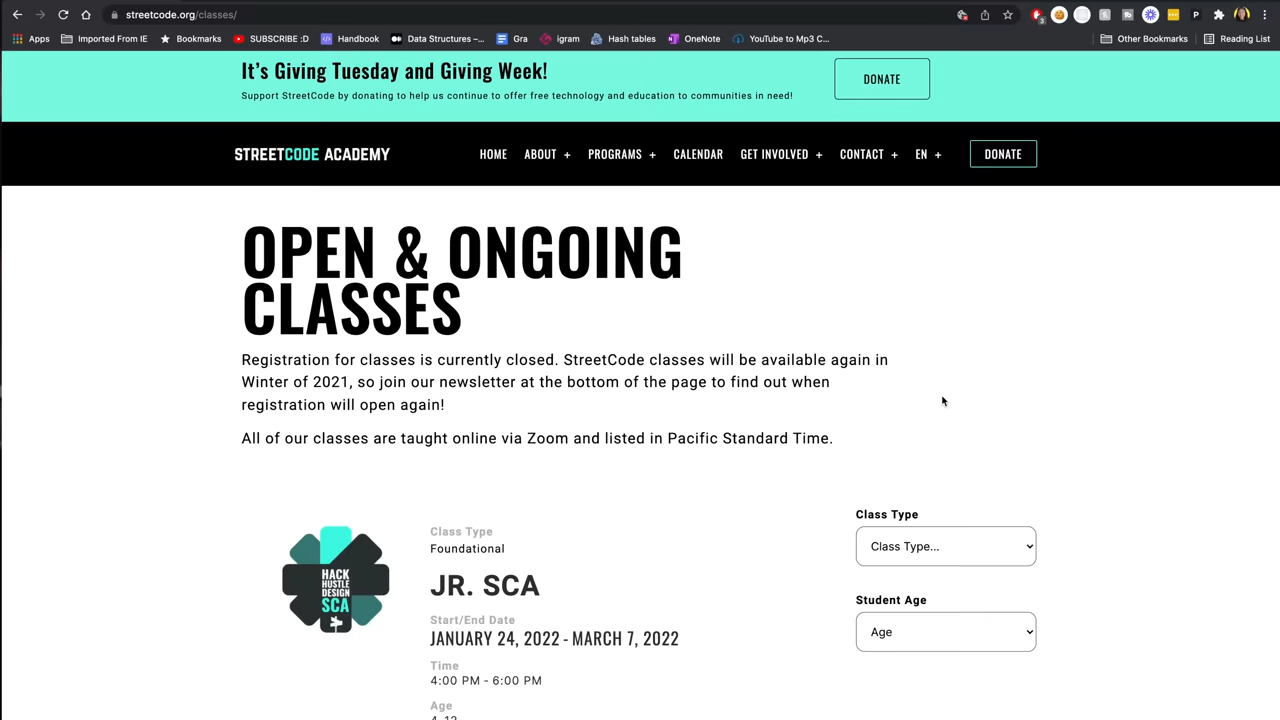 streetcode.org/classes/
3
P
Apps
Imported From IE
Bookmarks
SUBSCRIBE :D
Handbook
Data Structures –...
Gra
igram
Hash tables
OneNote
YouTube to Mp3 C...
Other Bookmarks
Reading List
It's Giving Tuesday and Giving Week!
Support StreetCode by donating to help us continue to offer free technology and education to communities in need!
DONATE
STREETCODE ACADEMY
HOME
ABOUT +
PROGRAMS +
CALENDAR
GET INVOLVED +
CONTACT +
EN +
DONATE
OPEN & ONGOING
CLASSES
Registration for classes is currently closed. StreetCode classes will be available again in
Winter of 2021, so join our newsletter at the bottom of the page to find out when
registration will open again!
All of our classes are taught online via Zoom and listed in Pacific Standard Time.
HACK
HUSTLE
DESIGN
SCA
Class Type
Foundational
JR. SCA
Start/End Date
JANUARY 24, 2022 - MARCH 7, 2022
Time
4:00 PM - 6:00 PM
Age
Class Type
Class Type...
Student Age
Age